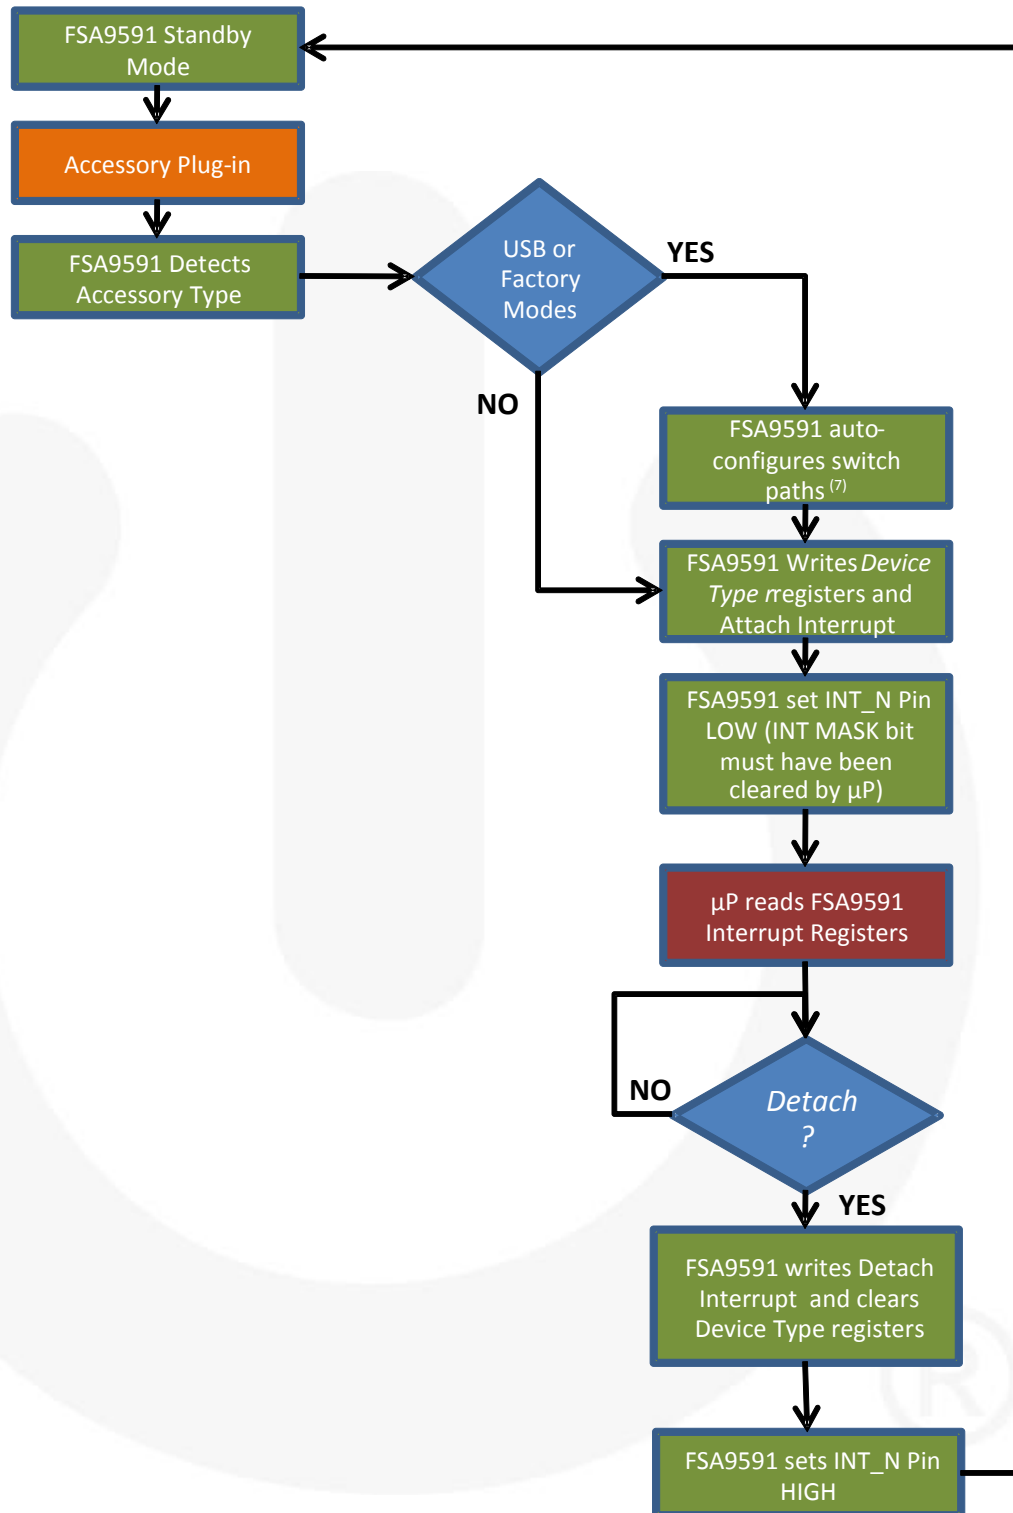 FSA9591 Standby
Mode
Accessory Plug-in
FSA9591 Detects
Accessory Type
USB or
Factory
Modes
YES
NO
FSA9591 auto-
configures switch
paths (7)
FSA9591 Writes Device
Type rregisters and
Attach Interrupt
FSA9591 set INT_N Pin
LOW (INT MASK bit
must have been
cleared by µP)
µP reads FSA9591
Interrupt Registers
NO
Detach
?
YES
FSA9591 writes Detach
Interrupt and clears
Device Type registers
FSA9591 sets INT_N Pin
HIGH
®